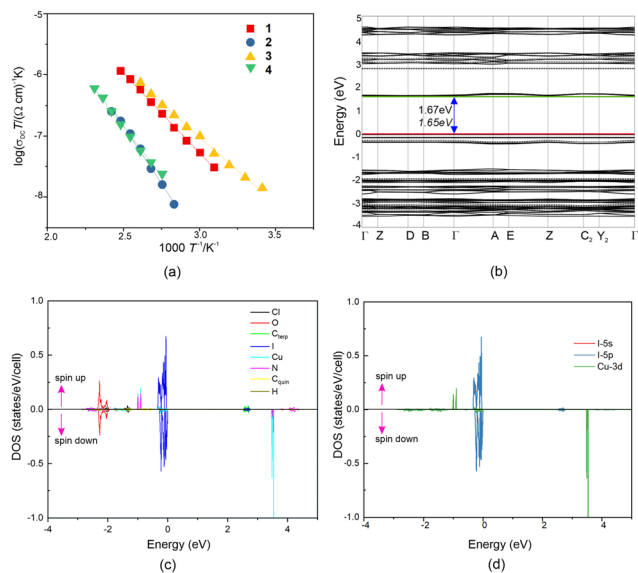 log(σDC T/(Ω cm)⁻¹K)
-5
-6
-7
-8
2.0
2.5
3.0
3.5
1000 T⁻¹/K⁻¹
1
2
3
4
(a)
Energy (eV)
5
4
3
2
1
0
-1
-2
-3
-4
1.67eV
1.65eV
Γ Z D B Γ A E Z C₂ Y₂ Γ
(b)
DOS (states/eV/cell)
1.0
0.5
0.0
-0.5
-1.0
spin up
spin down
Cl
O
Cterp
I
Cu
N
Cquin
H
-4
-2
0
2
4
Energy (eV)
(c)
DOS (states/eV/cell)
1.0
0.5
0.0
-0.5
-1.0
spin up
spin down
I-5s
I-5p
Cu-3d
-4
-2
0
2
4
Energy (eV)
(d)